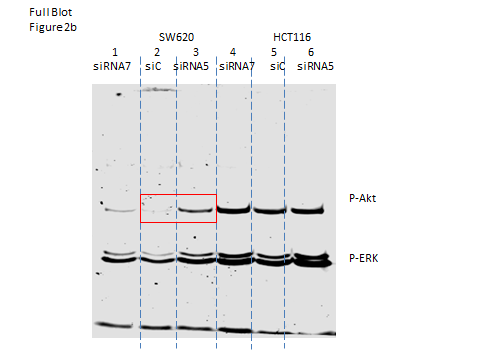 Full Blot
Figure 2b
SW620 HCT116
1 2 3 4 5 6
siRNA7 siC siRNA5 siRNA7 siC siRNA5
P-Akt
P-ERK